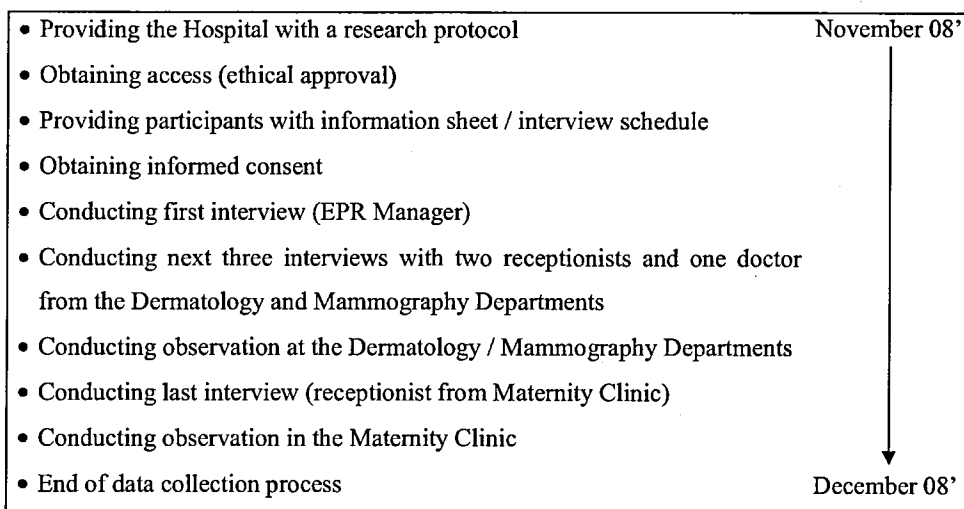 • Providing the Hospital with a research protocol November 08'
• Obtaining access (ethical approval)
• Providing participants with information sheet / interview schedule
• Obtaining informed consent
• Conducting first interview (EPR Manager)
• Conducting next three interviews with two receptionists and one doctor
from the Dermatology and Mammography Departments
• Conducting observation at the Dermatology / Mammography Departments
• Conducting last interview (receptionist from Maternity Clinic)
• Conducting observation in the Maternity Clinic
• End of data collection process December 08'